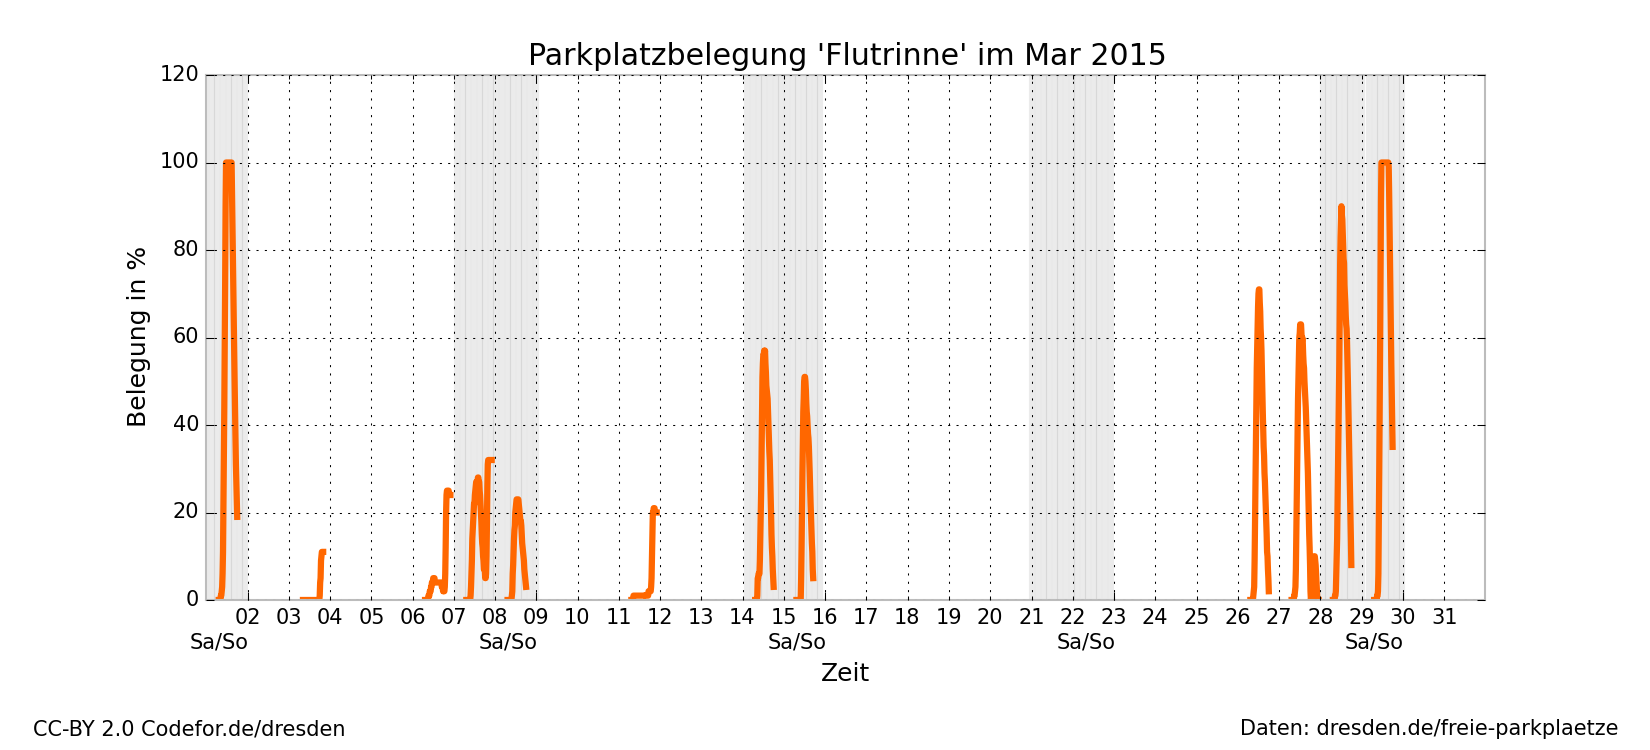 Parkplatzbelegung 'Flutrinne' im Mar 2015
120
100
80
60
40
20
0
Belegung in %
02 03 04 05 06 07 08 09 10 11 12 13 14 15 16 17 18 19 20 21 22 23 24 25 26 27 28 29 30 31
Sa/So Sa/So Sa/So Sa/So Sa/So
Zeit
CC-BY 2.0 Codefor.de/dresden
Daten: dresden.de/freie-parkplaetze